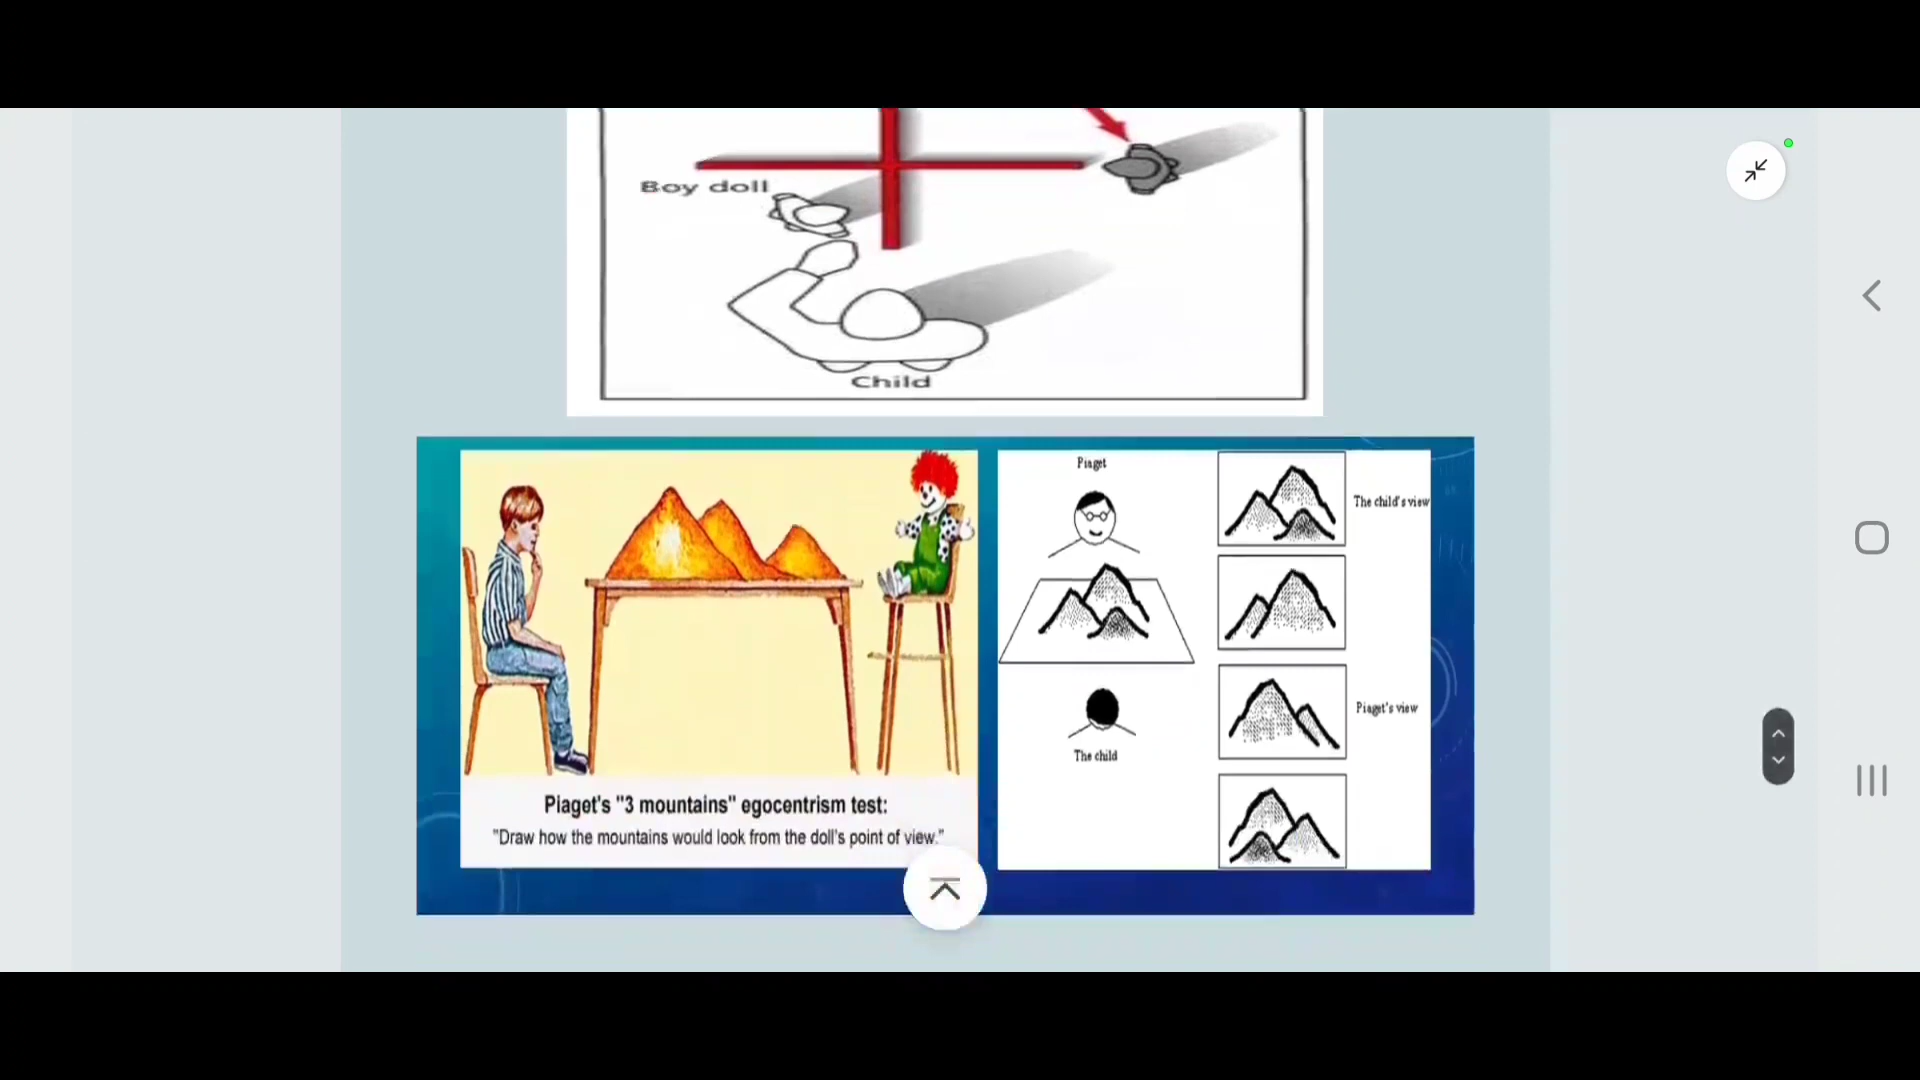 Boy doll
Child
Piaget's "3 mountains" egocentrism test:
"Draw how the mountains would look from the doll's point of view."
Piaget
The child
The child's view
Piaget's view